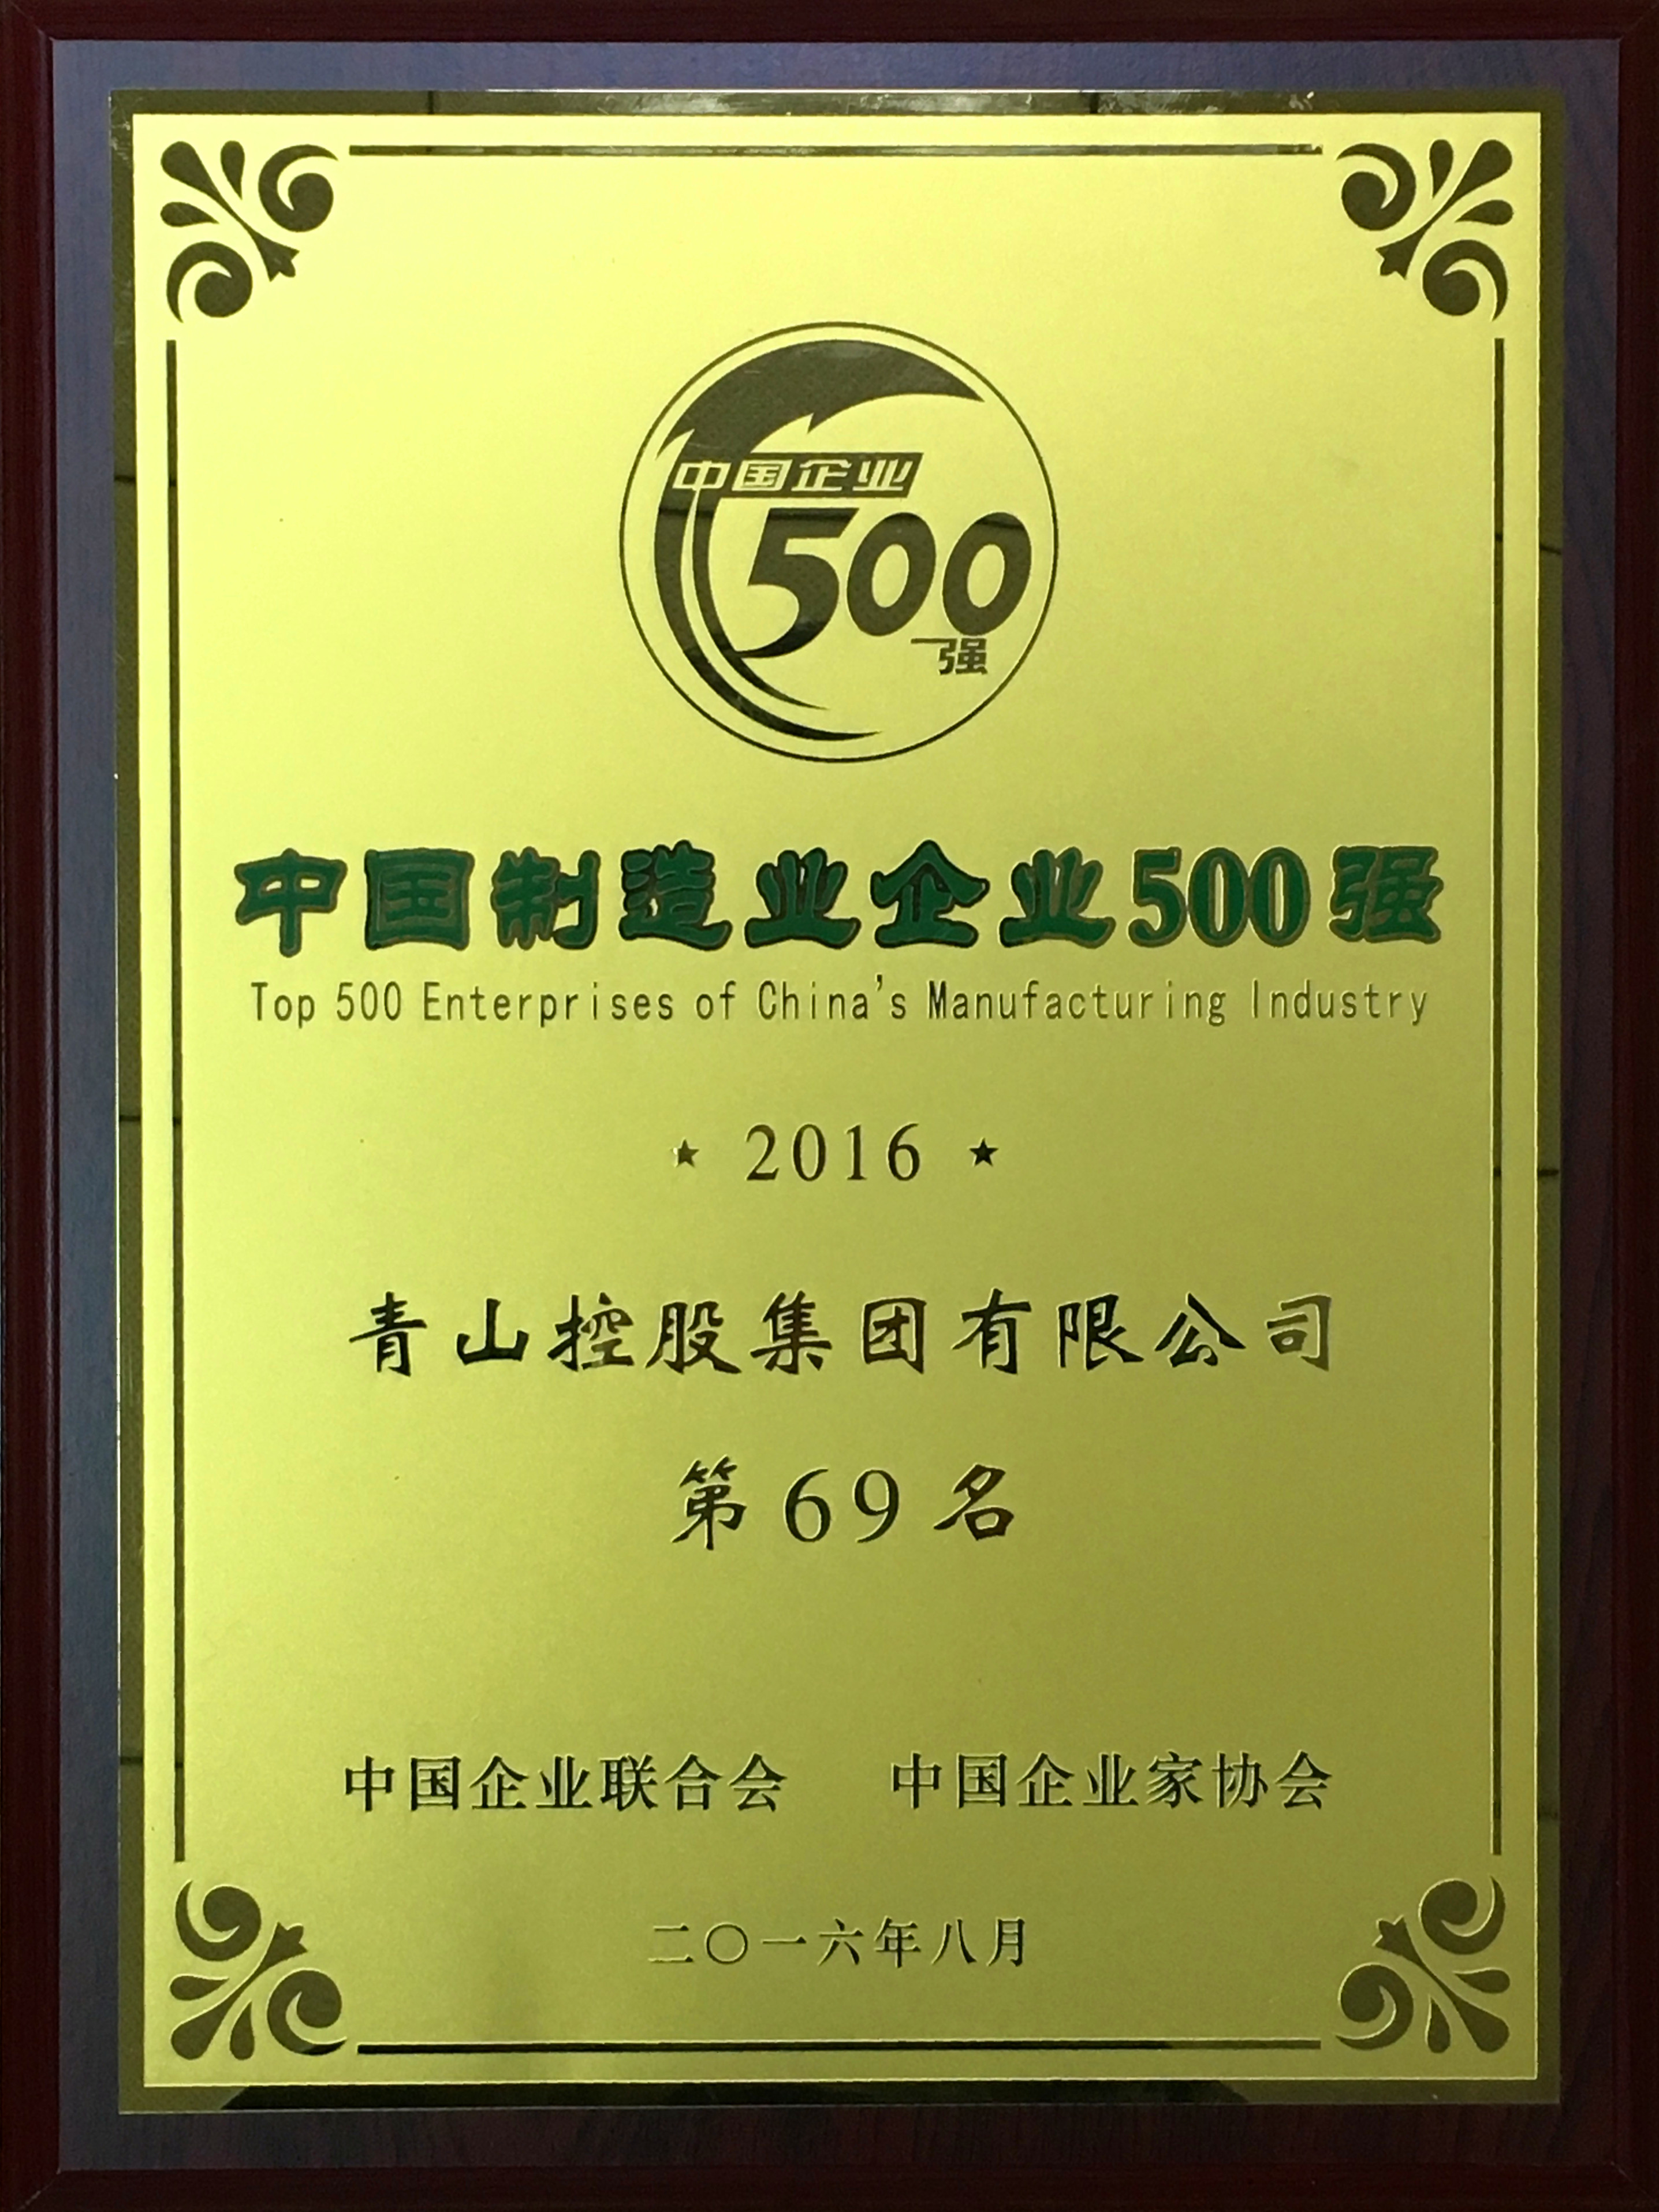 中国企业
500
强
中国制造业企业500强
Top 500 Enterprises of China's Manufacturing Industry
★ 2016 ★
青山控股集团有限公司
第69名
中国企业联合会 中国企业家协会
二〇一六年八月